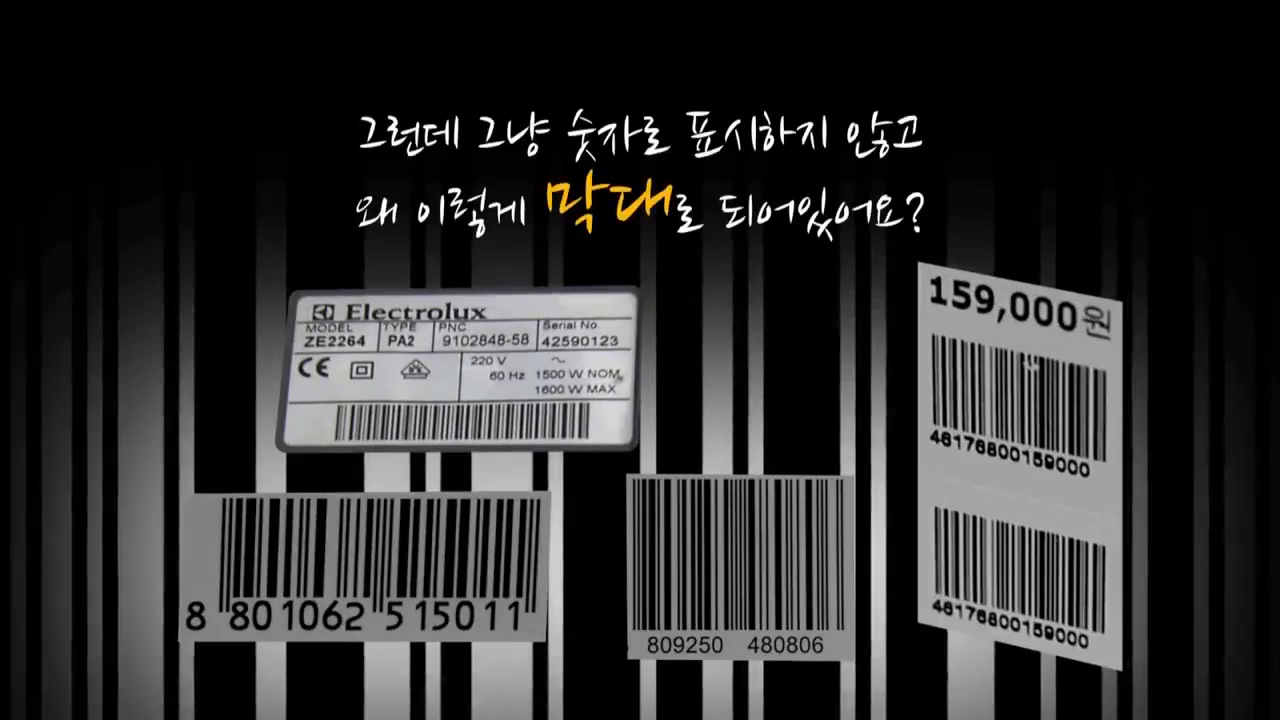 그런데 그냥 숫자로 표시하지 않고
왜 이렇게 막대로 되어있어요?
Electrolux
MODEL TYPE PNC Serial No
ZE2264 PA2 9102848-58 42590123
CE 220 V ~
60 Hz 1500 W NOM.
1600 W MAX
8 801062 515011
809250 480806
159,000원
46176800159000
46176800159000